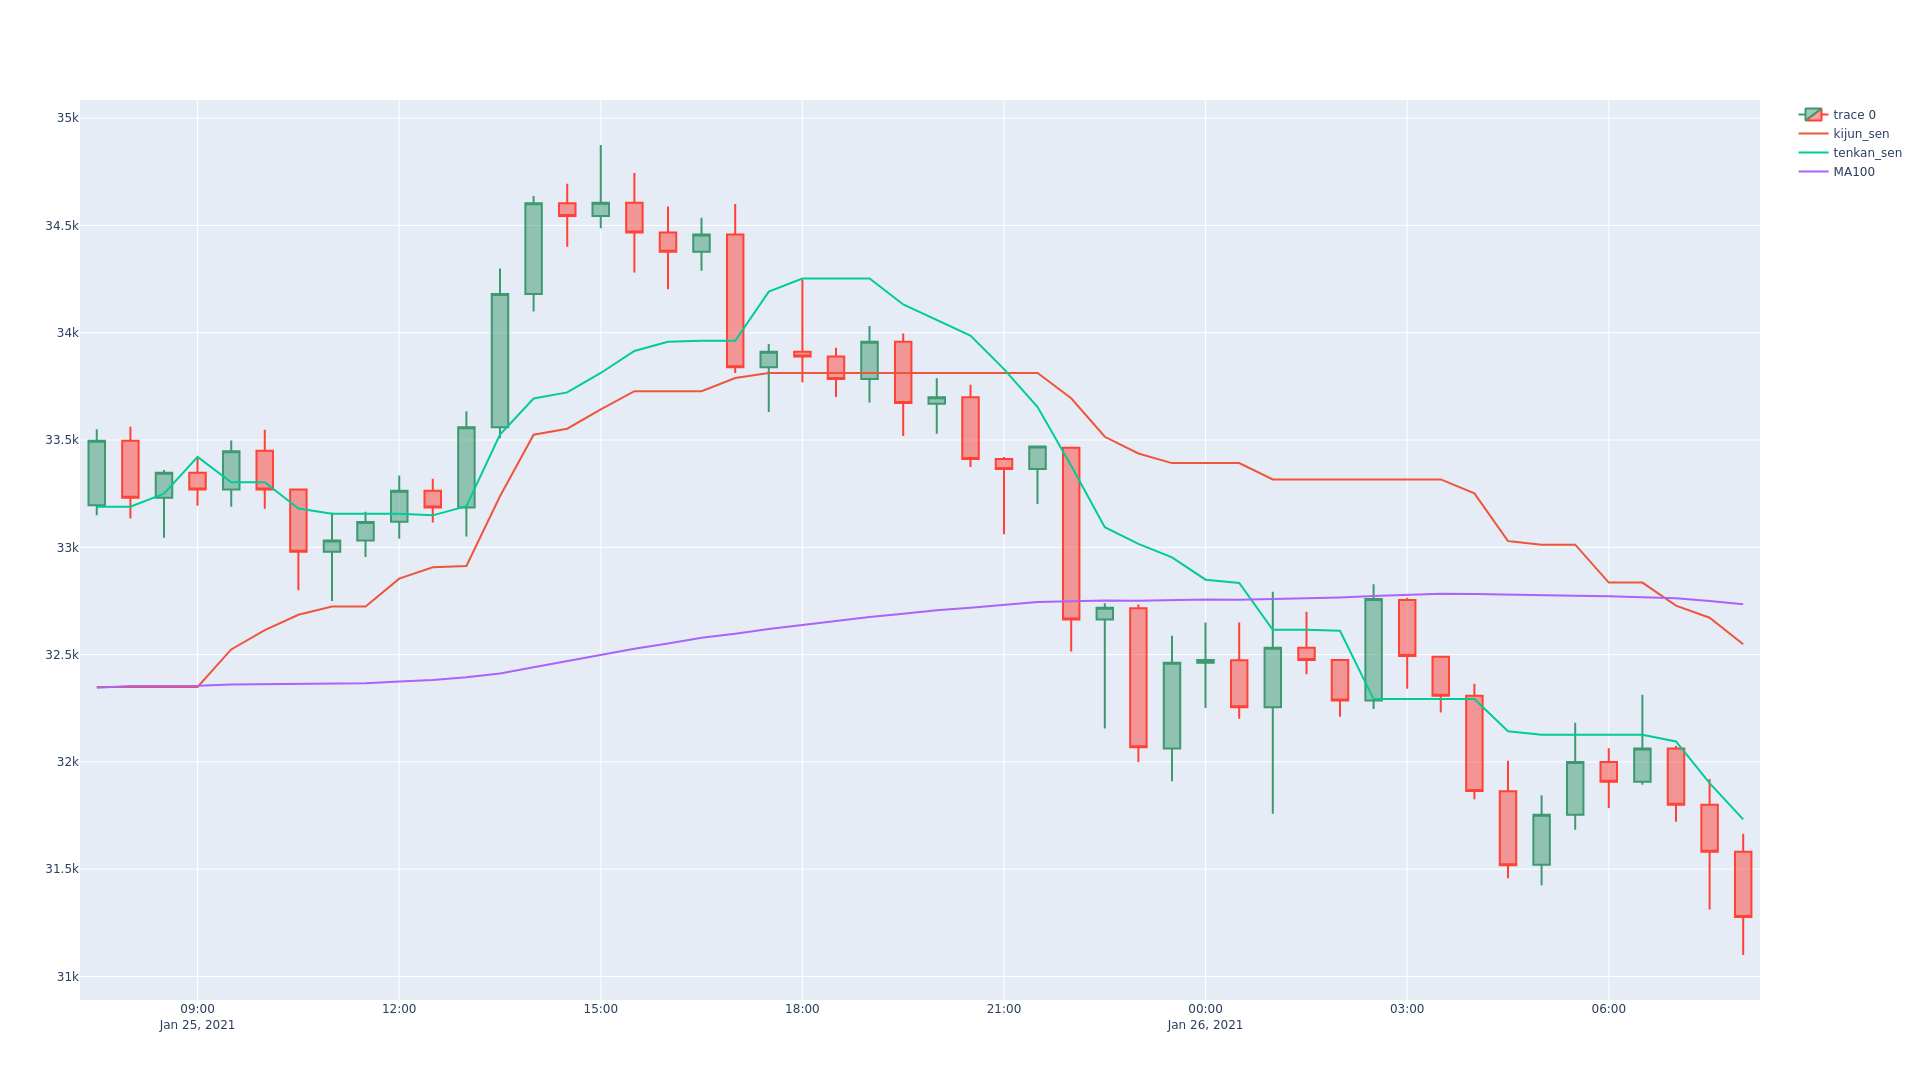 35k
34.5k
34k
33.5k
33k
32.5k
32k
31.5k
31k
09:00
Jan 25, 2021
12:00
15:00
18:00
21:00
00:00
Jan 26, 2021
03:00
06:00
trace 0
kijun_sen
tenkan_sen
MA100